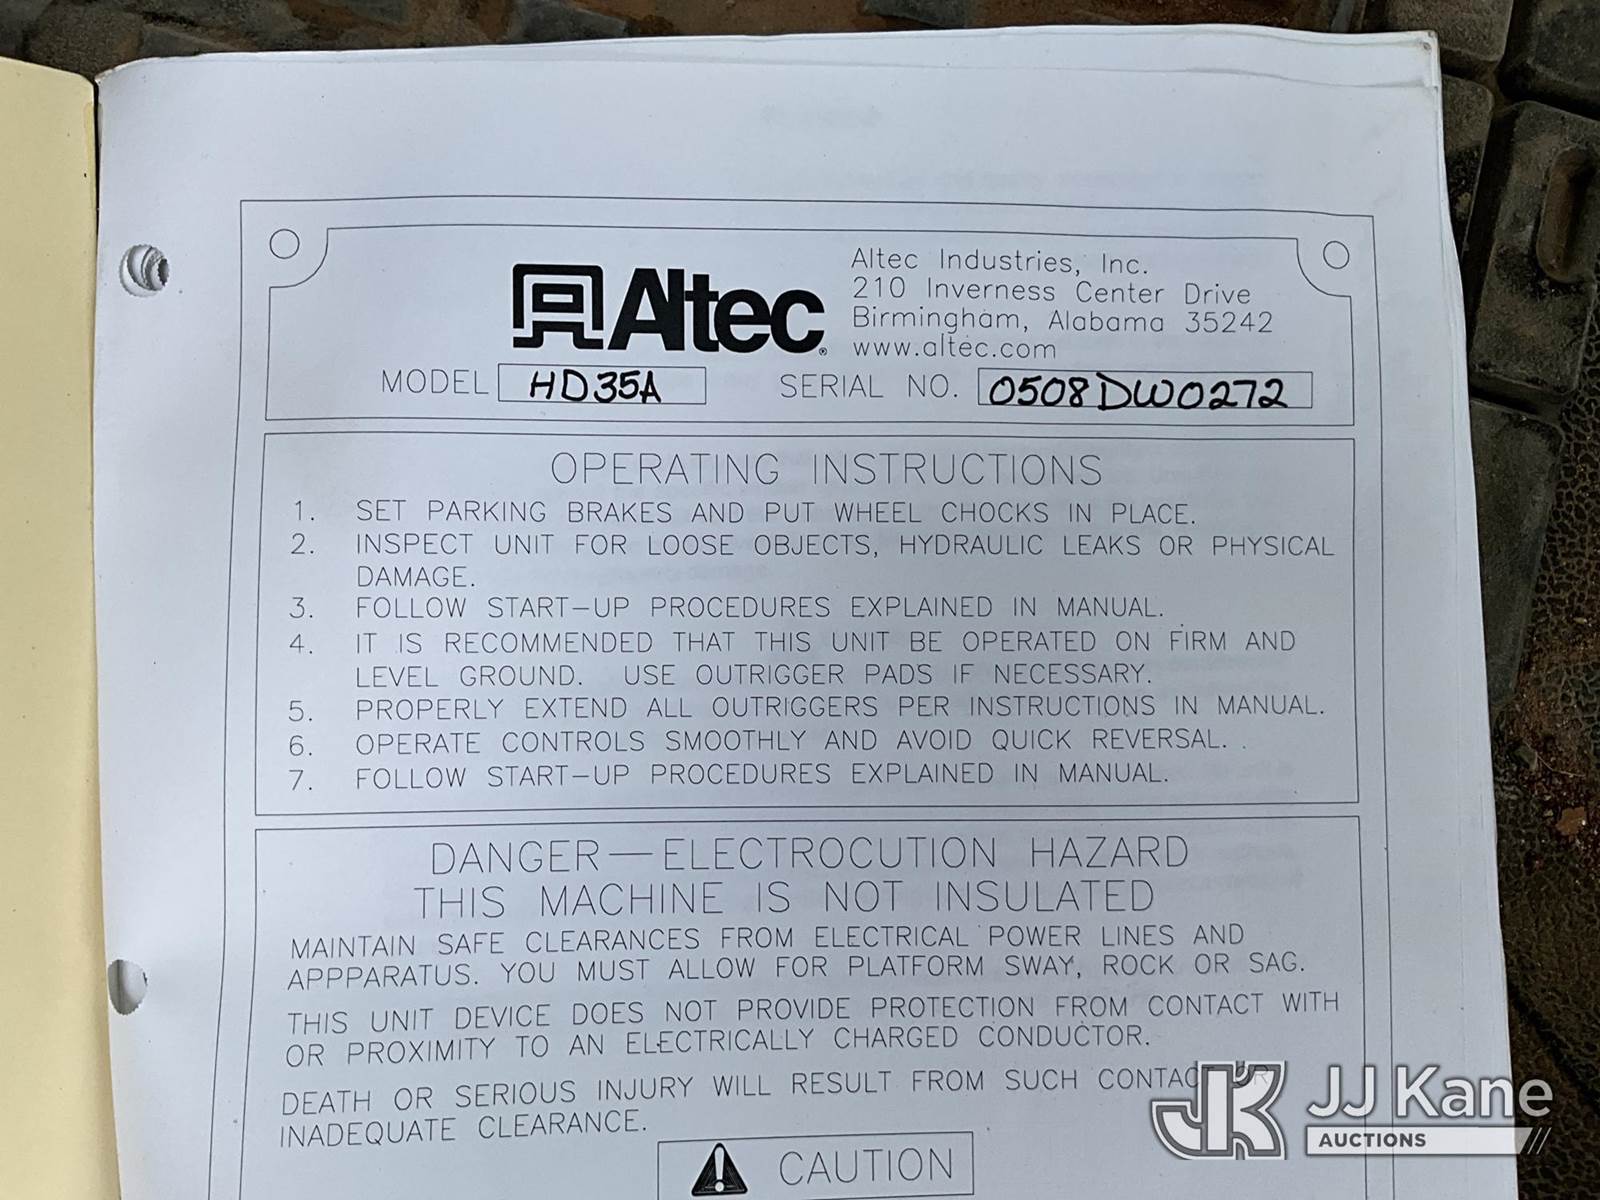 Altec®
Altec Industries, Inc.
210 Inverness Center Drive
Birmingham, Alabama 35242
www.altec.com
MODEL HD35A SERIAL NO. 0508DW0272
OPERATING INSTRUCTIONS
1. SET PARKING BRAKES AND PUT WHEEL CHOCKS IN PLACE.
2. INSPECT UNIT FOR LOOSE OBJECTS, HYDRAULIC LEAKS OR PHYSICAL
DAMAGE.
3. FOLLOW START-UP PROCEDURES EXPLAINED IN MANUAL.
4. IT IS RECOMMENDED THAT THIS UNIT BE OPERATED ON FIRM AND
LEVEL GROUND. USE OUTRIGGER PADS IF NECESSARY.
5. PROPERLY EXTEND ALL OUTRIGGERS PER INSTRUCTIONS IN MANUAL.
6. OPERATE CONTROLS SMOOTHLY AND AVOID QUICK REVERSAL.
7. FOLLOW START-UP PROCEDURES EXPLAINED IN MANUAL.
DANGER—ELECTROCUTION HAZARD
THIS MACHINE IS NOT INSULATED
MAINTAIN SAFE CLEARANCES FROM ELECTRICAL POWER LINES AND
APPPARATUS. YOU MUST ALLOW FOR PLATFORM SWAY, ROCK OR SAG.
THIS UNIT DEVICE DOES NOT PROVIDE PROTECTION FROM CONTACT WITH
OR PROXIMITY TO AN ELECTRICALLY CHARGED CONDUCTOR.
DEATH OR SERIOUS INJURY WILL RESULT FROM SUCH CONTACT OR
INADEQUATE CLEARANCE.
CAUTION
JK JJ Kane
AUCTIONS